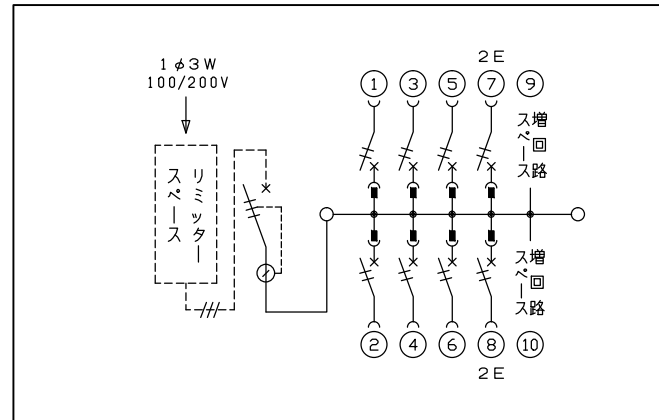 1φ3W
100/200V
リミッター
スペース
2E
① ③ ⑤ ⑦ ⑨
増回路
スペース
増回路
スペース
② ④ ⑥ ⑧ ⑩
2E